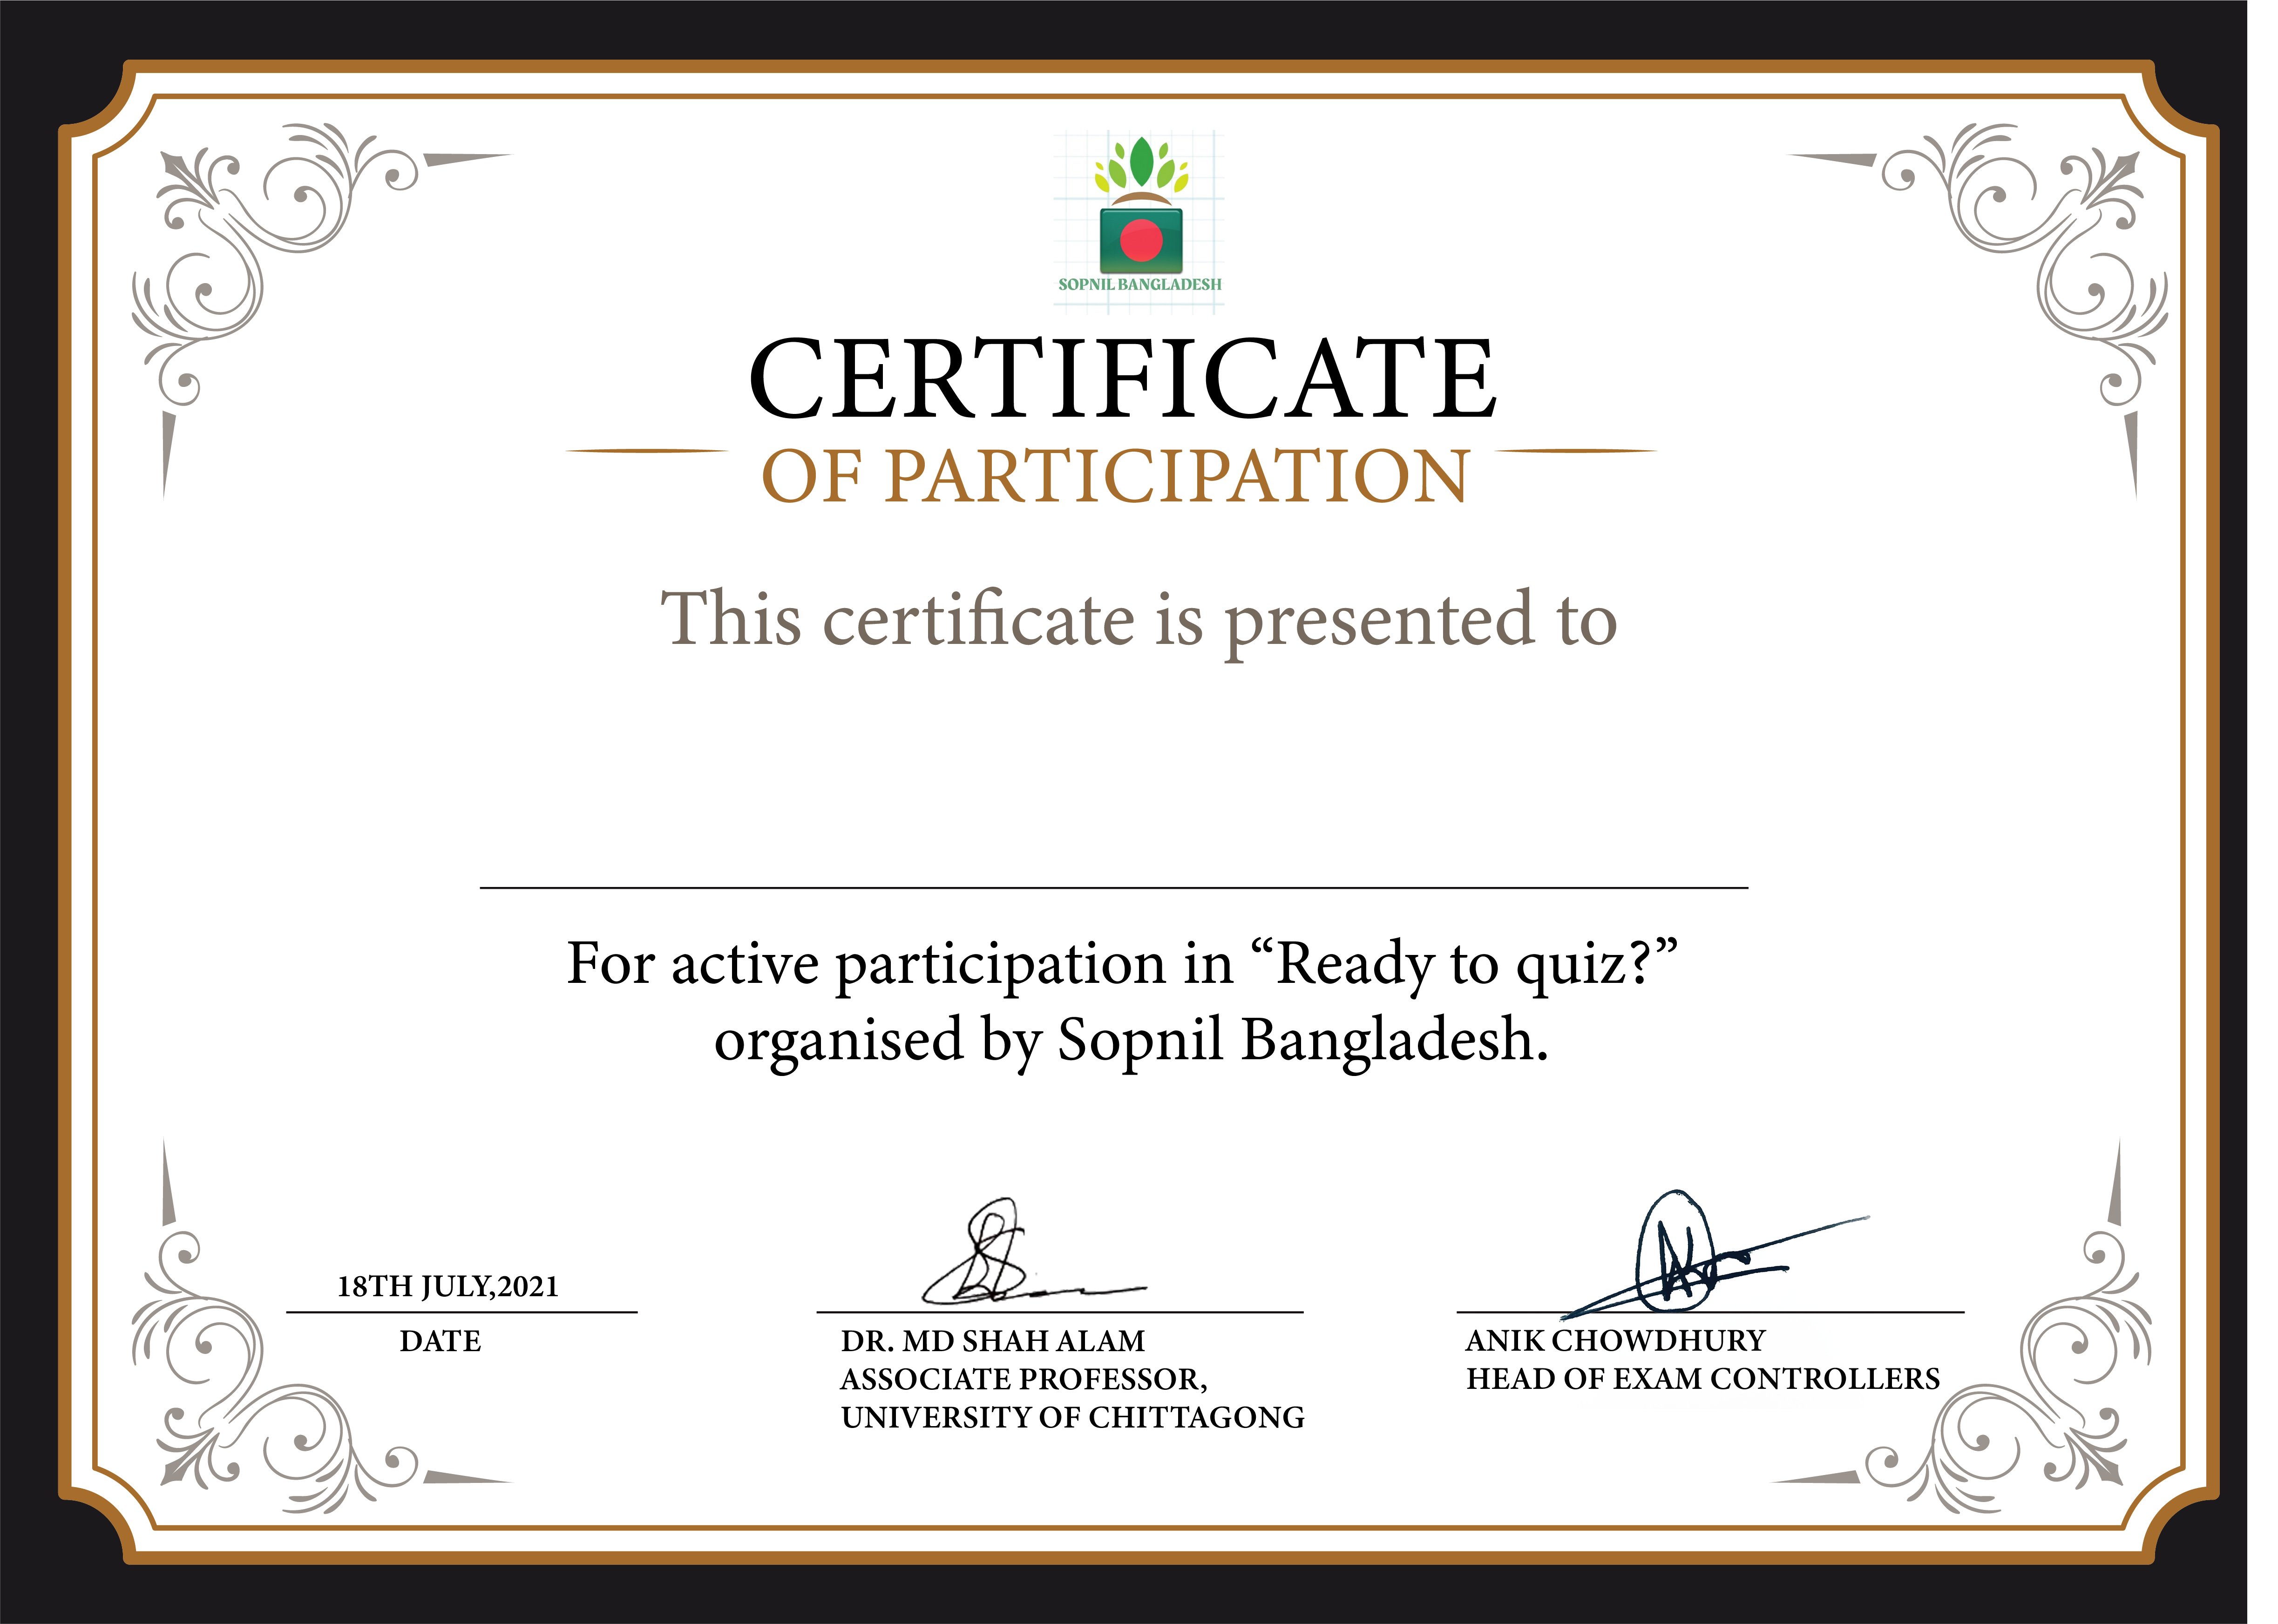 SOPNIL BANGLADESH
CERTIFICATE
OF PARTICIPATION
This certificate is presented to
For active participation in “Ready to quiz?”
organised by Sopnil Bangladesh.
18TH JULY,2021
DATE
DR. MD SHAH ALAM
ASSOCIATE PROFESSOR,
UNIVERSITY OF CHITTAGONG
ANIK CHOWDHURY
HEAD OF EXAM CONTROLLERS